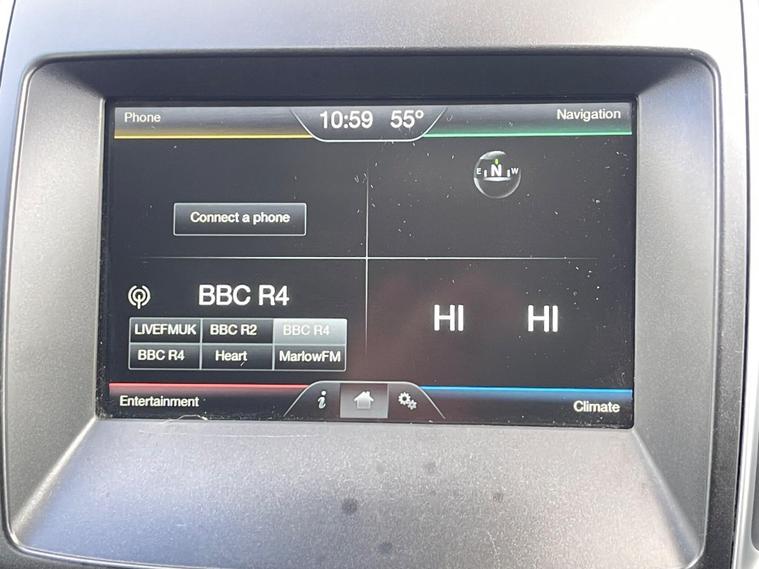 Phone 10:59 55° Navigation
E N W
Connect a phone
BBC R4
HI HI
LIVEFMUK BBC R2 BBC R4
BBC R4 Heart MarlowFM
Entertainment i Climate